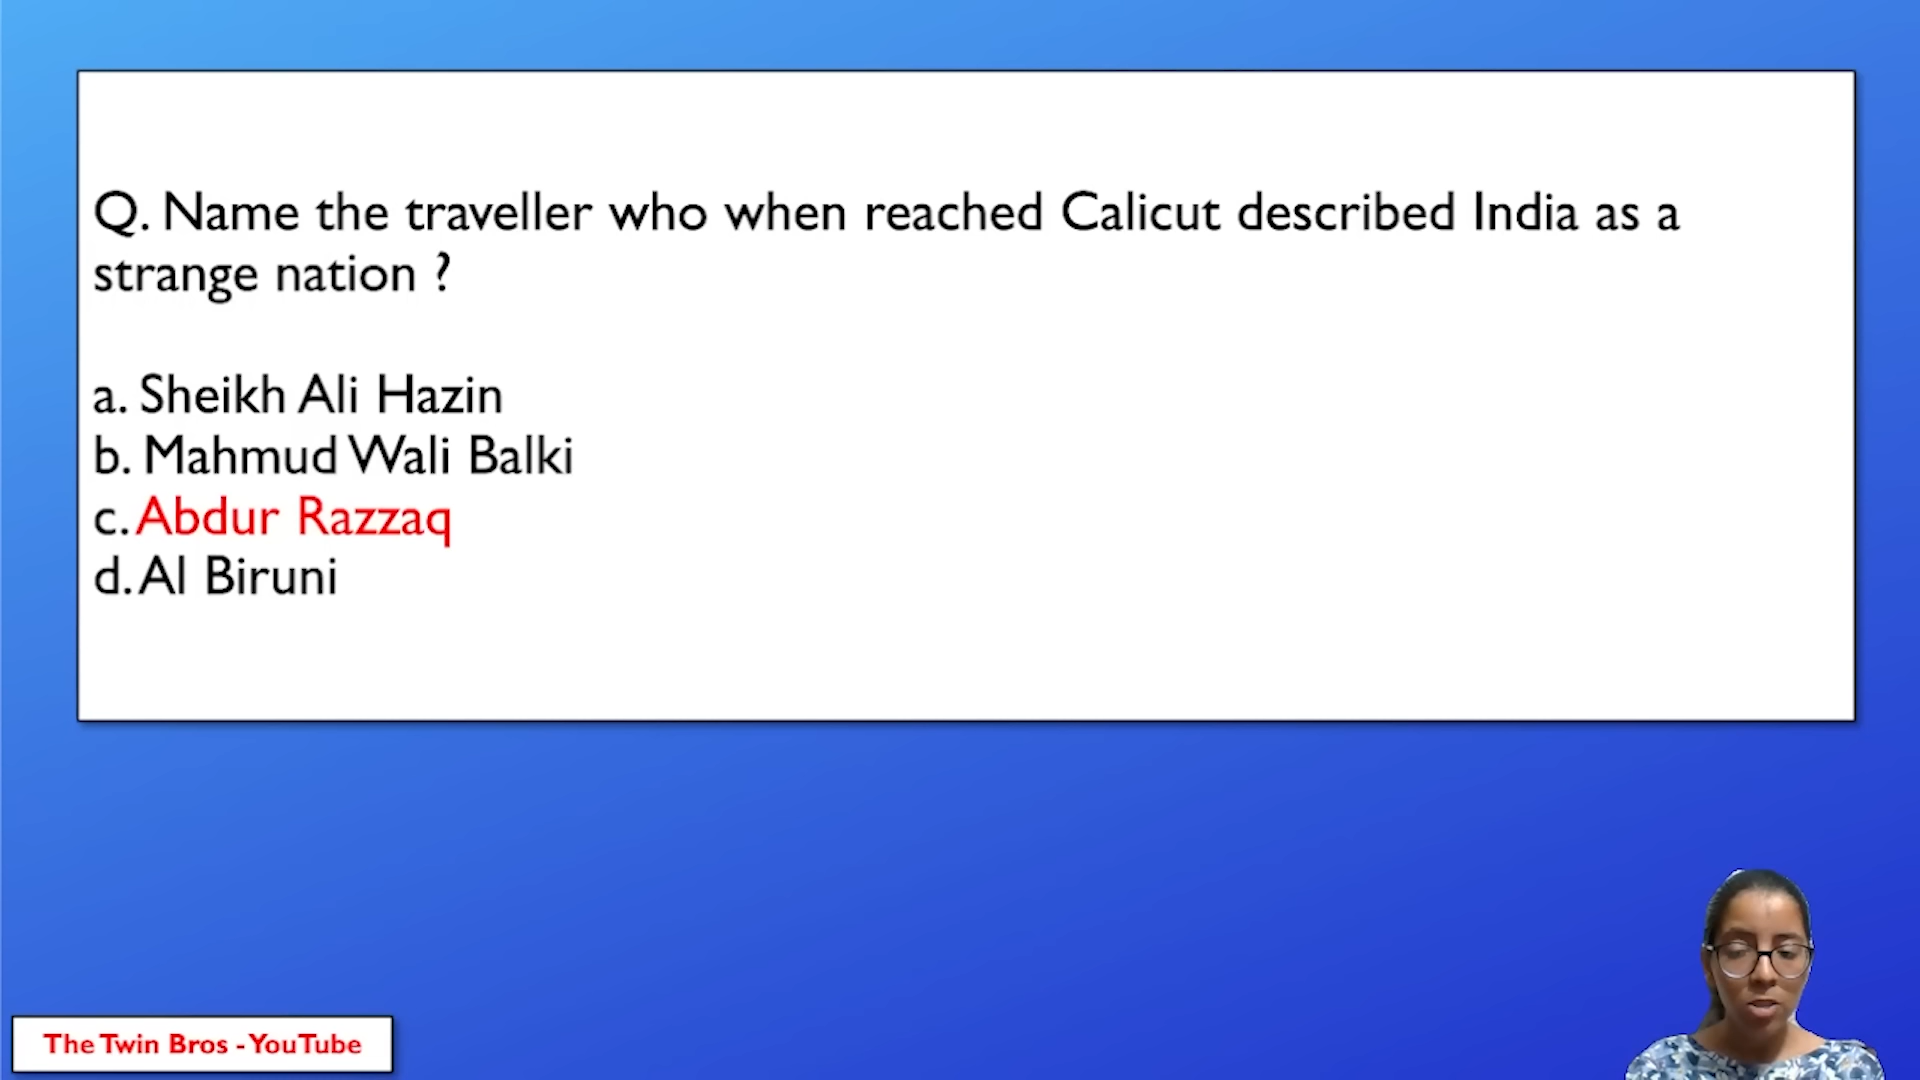 Q. Name the traveller who when reached Calicut described India as a
strange nation ?
a. Sheikh Ali Hazin
b. Mahmud Wali Balki
c. Abdur Razzaq
d. Al Biruni
The Twin Bros - YouTube